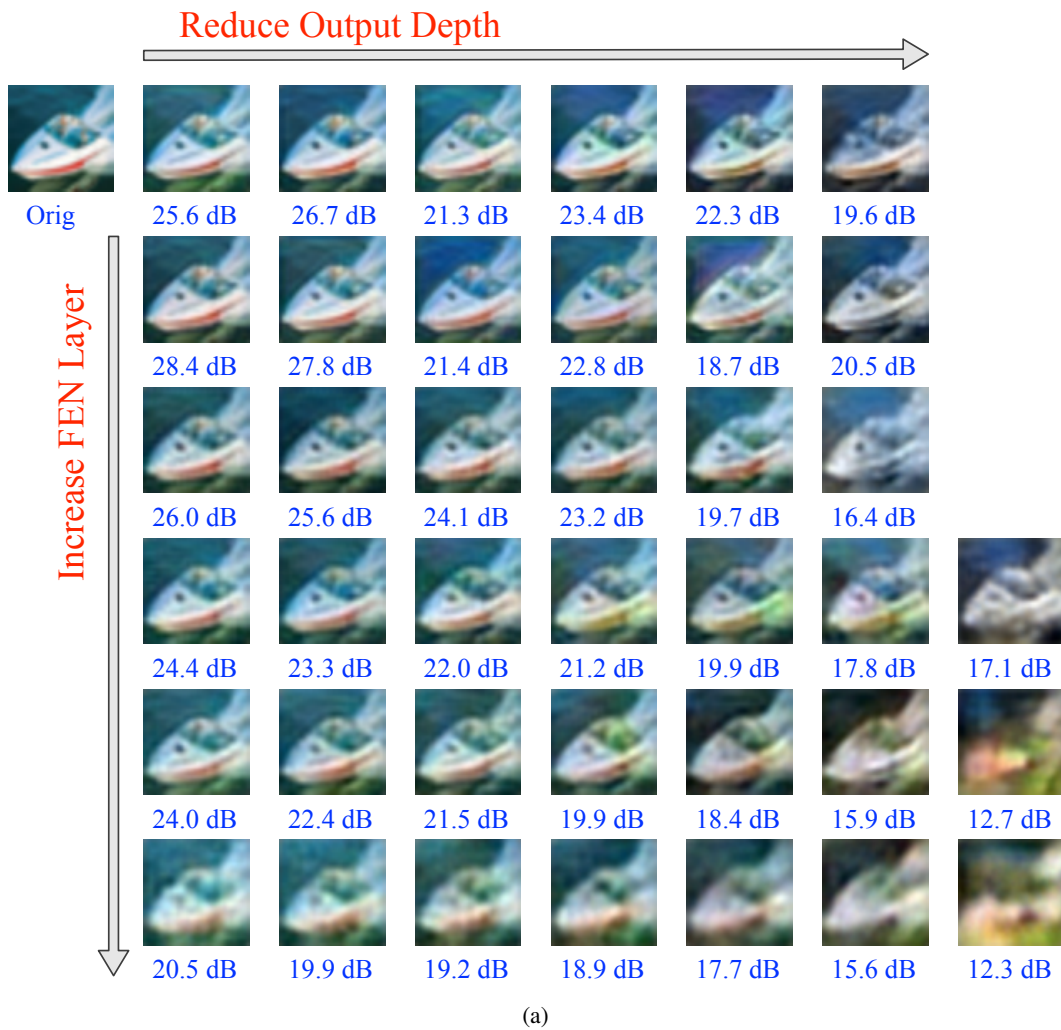 Reduce Output Depth
Orig
25.6 dB 26.7 dB 21.3 dB 23.4 dB 22.3 dB 19.6 dB
Increase FEN Layer
28.4 dB 27.8 dB 21.4 dB 22.8 dB 18.7 dB 20.5 dB
26.0 dB 25.6 dB 24.1 dB 23.2 dB 19.7 dB 16.4 dB
24.4 dB 23.3 dB 22.0 dB 21.2 dB 19.9 dB 17.8 dB 17.1 dB
24.0 dB 22.4 dB 21.5 dB 19.9 dB 18.4 dB 15.9 dB 12.7 dB
20.5 dB 19.9 dB 19.2 dB 18.9 dB 17.7 dB 15.6 dB 12.3 dB
(a)